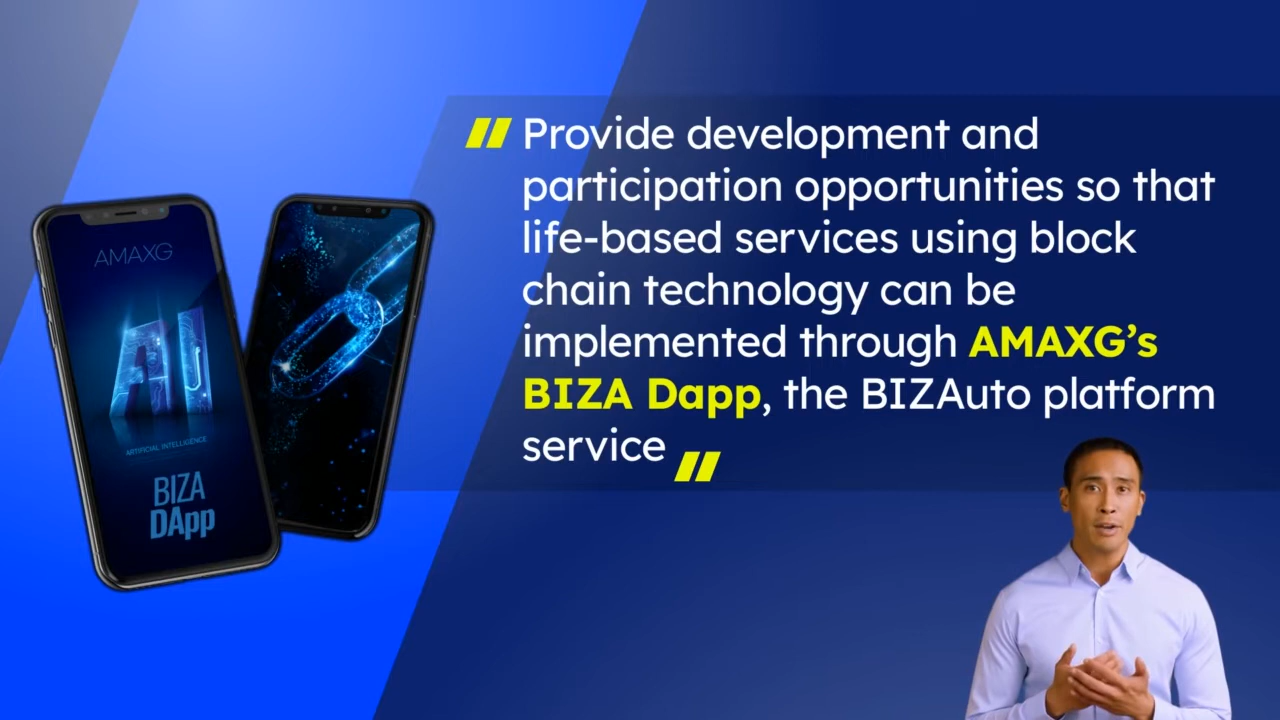 AMAXG
AI
ARTIFICIAL INTELLIGENCE
BIZA
DApp
Provide development and
participation opportunities so that
life-based services using block
chain technology can be
implemented through AMAXG’s
BIZA Dapp, the BIZAuto platform
service